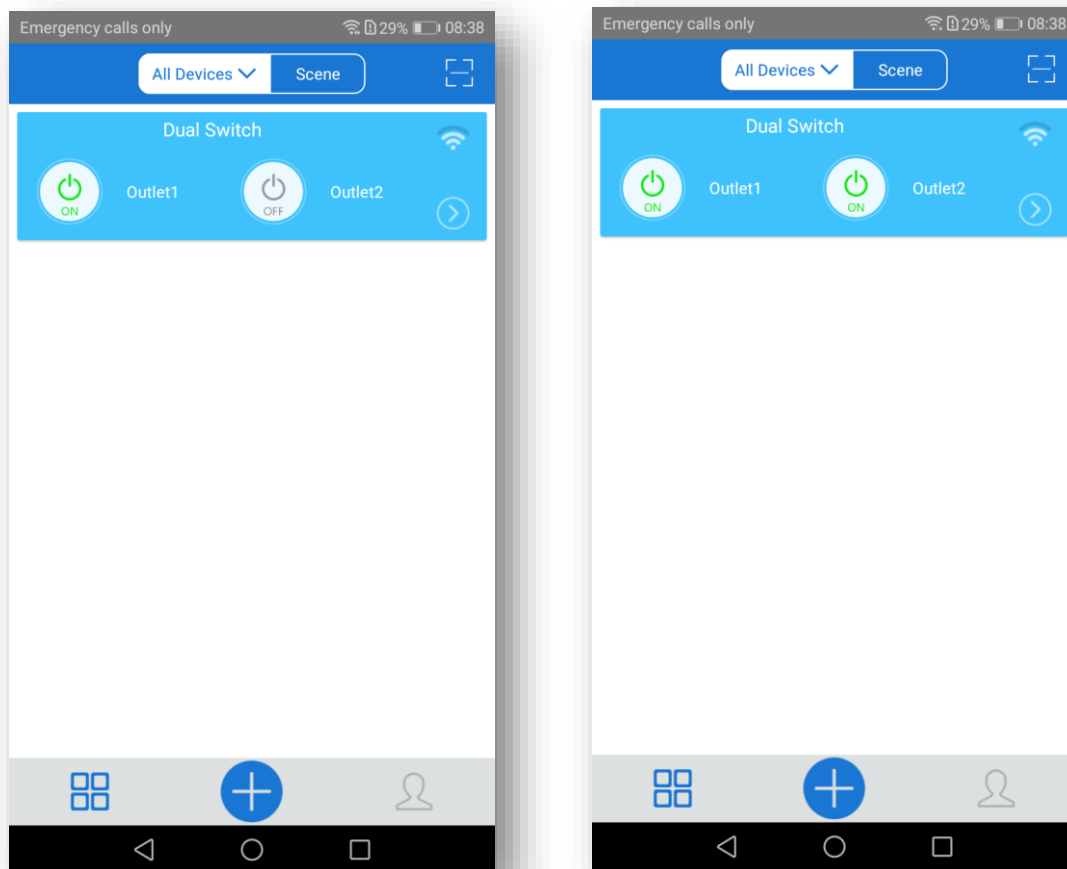 Emergency calls only 29% 08:38
All Devices Scene
Dual Switch
ON Outlet1 OFF Outlet2
Emergency calls only 29% 08:38
All Devices Scene
Dual Switch
ON Outlet1 ON Outlet2